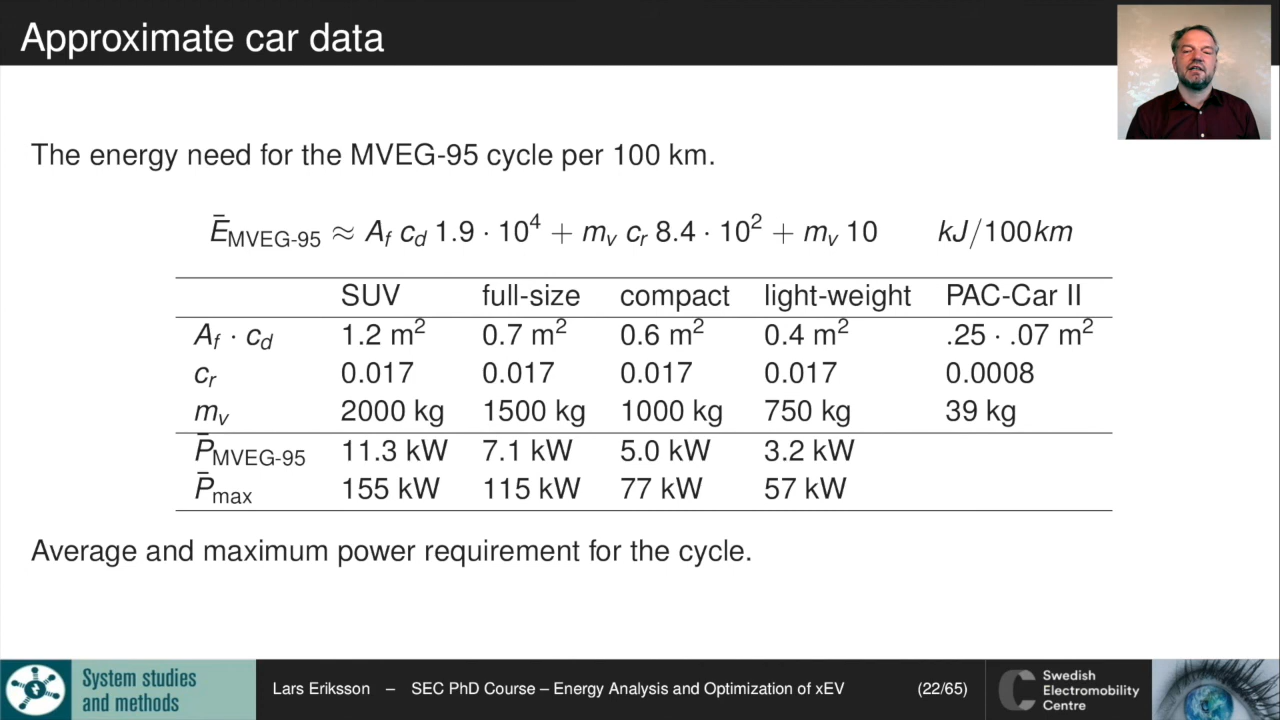 Approximate car data
The energy need for the MVEG-95 cycle per 100 km.
Ē_MVEG-95 ≈ A_f c_d 1.9 · 10^4 + m_v c_r 8.4 · 10^2 + m_v 10 kJ/100km
SUV full-size compact light-weight PAC-Car II
A_f · c_d 1.2 m² 0.7 m² 0.6 m² 0.4 m² .25 · .07 m²
c_r 0.017 0.017 0.017 0.017 0.0008
m_v 2000 kg 1500 kg 1000 kg 750 kg 39 kg
P̄_MVEG-95 11.3 kW 7.1 kW 5.0 kW 3.2 kW
P̄_max 155 kW 115 kW 77 kW 57 kW
Average and maximum power requirement for the cycle.
System studies
and methods
Lars Eriksson – SEC PhD Course – Energy Analysis and Optimization of xEV (22/65)
Swedish
Electromobility
Centre